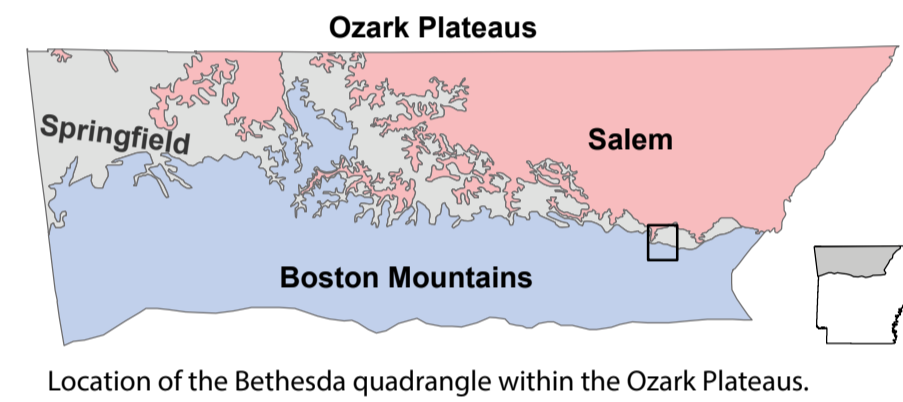 Ozark Plateaus
Springfield
Salem
Boston Mountains
Location of the Bethesda quadrangle within the Ozark Plateaus.